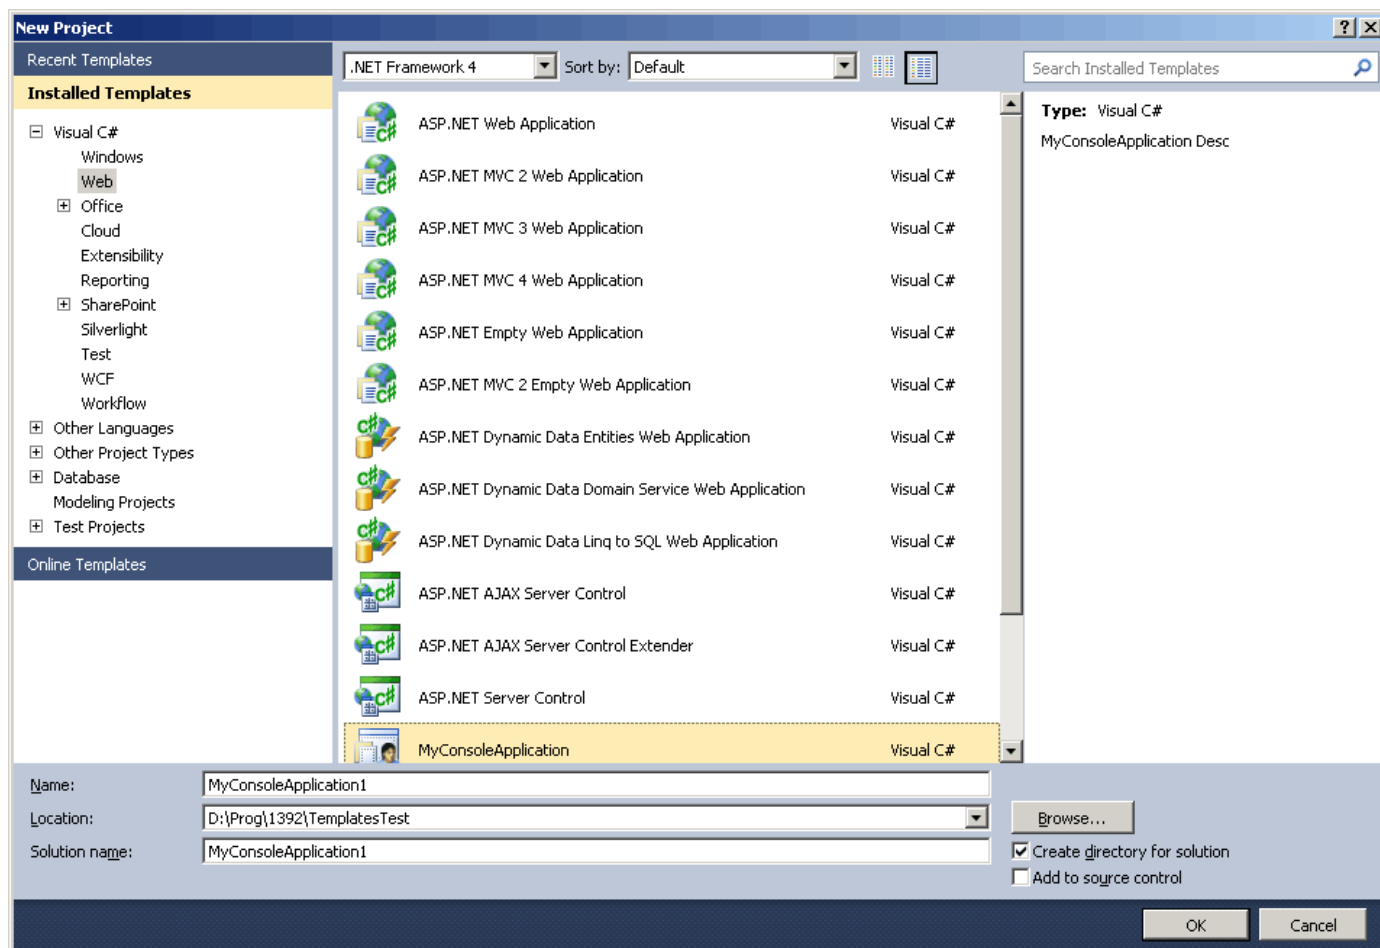 New Project
Recent Templates
.NET Framework 4 Sort by: Default
Search Installed Templates
Installed Templates
Visual C#
Windows
Web
Office
Cloud
Extensibility
Reporting
SharePoint
Silverlight
Test
WCF
Workflow
Other Languages
Other Project Types
Database
Modeling Projects
Test Projects
Online Templates
ASP.NET Web Application Visual C#
ASP.NET MVC 2 Web Application Visual C#
ASP.NET MVC 3 Web Application Visual C#
ASP.NET MVC 4 Web Application Visual C#
ASP.NET Empty Web Application Visual C#
ASP.NET MVC 2 Empty Web Application Visual C#
ASP.NET Dynamic Data Entities Web Application Visual C#
ASP.NET Dynamic Data Domain Service Web Application Visual C#
ASP.NET Dynamic Data Linq to SQL Web Application Visual C#
ASP.NET AJAX Server Control Visual C#
ASP.NET AJAX Server Control Extender Visual C#
ASP.NET Server Control Visual C#
MyConsoleApplication Visual C#
Type: Visual C#
MyConsoleApplication Desc
Name: MyConsoleApplication1
Location: D:\Prog\1392\TemplatesTest
Browse...
Solution name: MyConsoleApplication1
Create directory for solution
Add to source control
OK Cancel